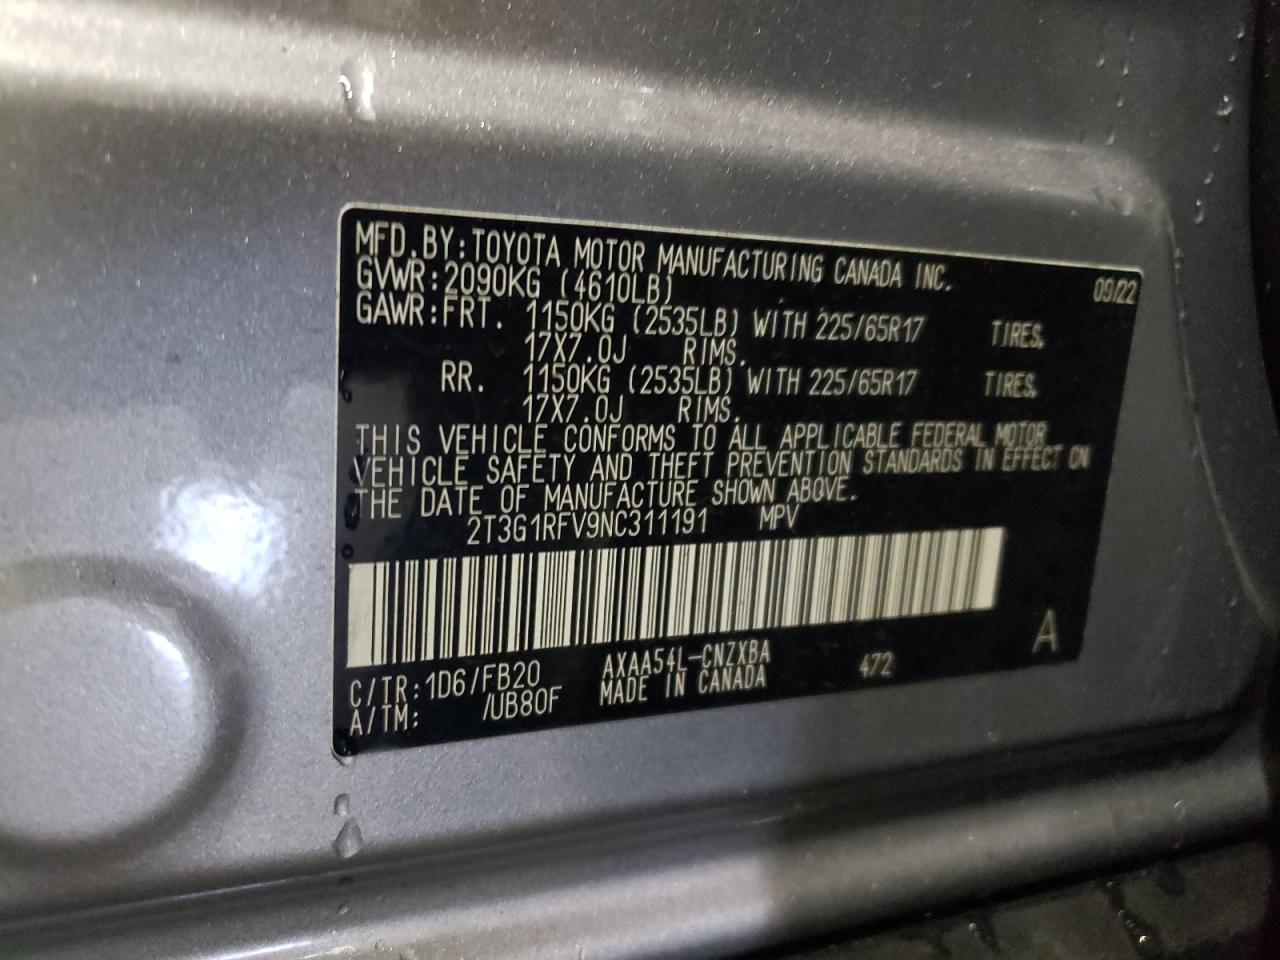 MFD.BY:TOYOTA MOTOR MANUFACTURING CANADA INC. 09/22
GVWR:2090KG (4610LB)
GAWR:FRT. 1150KG (2535LB) WITH 225/65R17 TIRES,
17X7.0J RIMS.
RR. 1150KG (2535LB) WITH 225/65R17 TIRES,
17X7.0J RIMS.
THIS VEHICLE CONFORMS TO ALL APPLICABLE FEDERAL MOTOR
VEHICLE SAFETY AND THEFT PREVENTION STANDARDS IN EFFECT ON
THE DATE OF MANUFACTURE SHOWN ABOVE.
2T3G1RFV9NC311191 MPV
A
C/TR:1D6/FB20 AXAA54L-CNZXBA 472
A/TM: /UB80F MADE IN CANADA